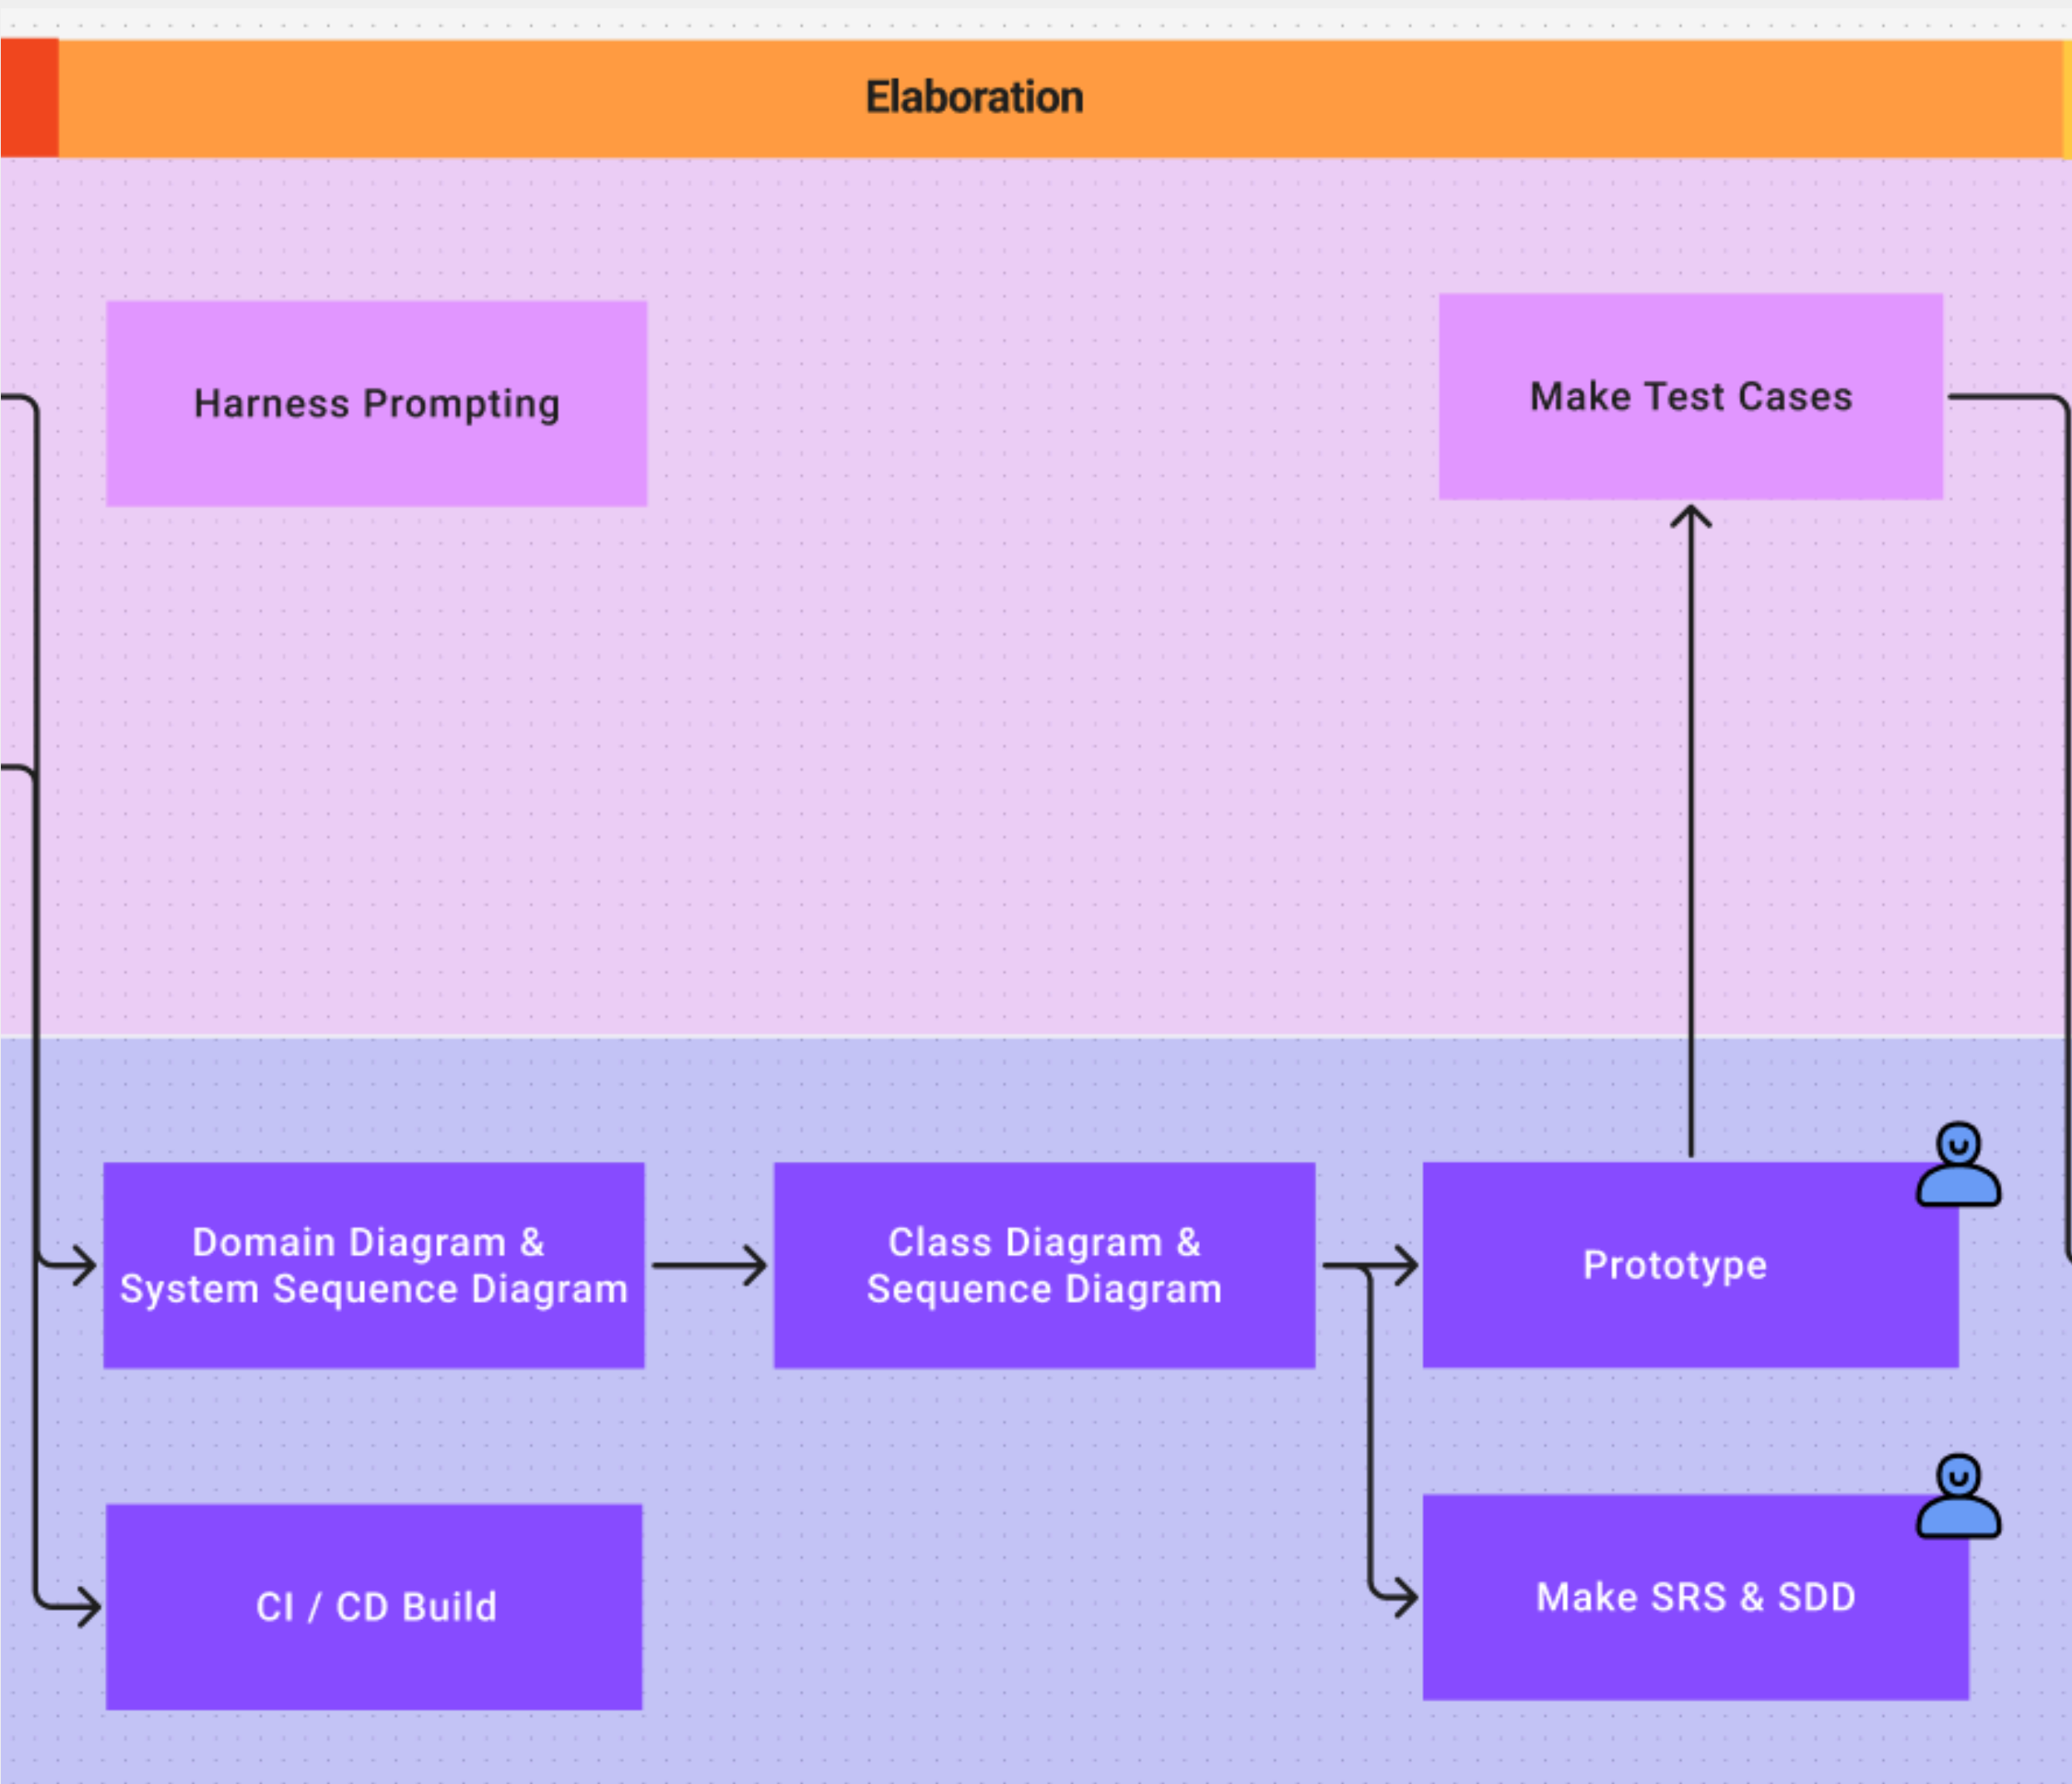 Elaboration
Harness Prompting
Make Test Cases
Domain Diagram &
System Sequence Diagram
Class Diagram &
Sequence Diagram
Prototype
CI / CD Build
Make SRS & SDD